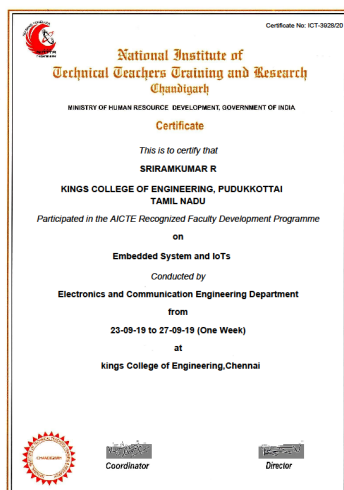 Certificate No: ICT-3928/20
National Institute of
Technical Teachers Training and Research
Chandigarh
MINISTRY OF HUMAN RESOURCE DEVELOPMENT, GOVERNMENT OF INDIA
Certificate
This is to certify that
SRIRAMKUMAR R
KINGS COLLEGE OF ENGINEERING, PUDUKKOTTAI
TAMIL NADU
Participated in the AICTE Recognized Faculty Development Programme
on
Embedded System and IoTs
Conducted by
Electronics and Communication Engineering Department
from
23-09-19 to 27-09-19 (One Week)
at
kings College of Engineering,Chennai
CHANDIGARH
Coordinator
Director